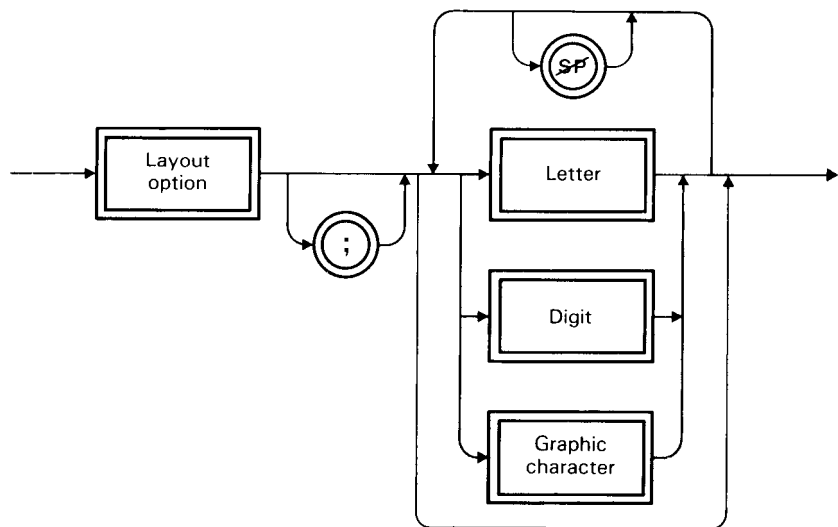 SP
Layout
option
;
Letter
Digit
Graphic
character